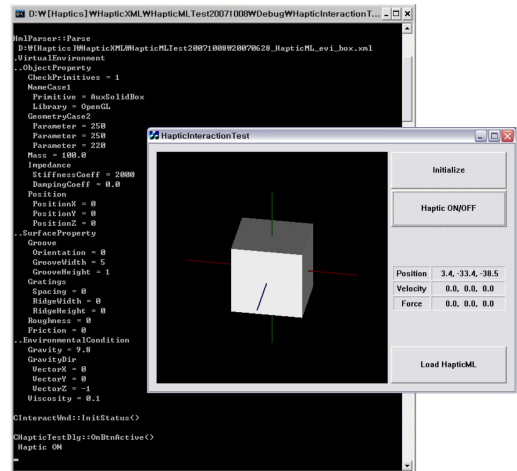 D:₩[Haptics]₩HapticXML₩HapticMLTest20071008₩Debug₩HapticInteractionT...
HmlParser::Parse
D:₩[Haptics]₩HapticXML₩HapticMLTest20071008₩20070628_HapticML_evi_box.xml
.VirtualEnvironment
..ObjectProperty
CheckPrimitives = 1
NameCase1
Primitive = AuxSolidBox
Library = OpenGL
GeometryCase2
Parameter = 250
Parameter = 250
Parameter = 220
Mass = 100.0
Impedance
StiffnessCoeff = 2000
DampingCoeff = 0.0
Position
PositionX = 0
PositionY = 0
PositionZ = 0
..SurfaceProperty
Groove
Orientation = 0
GrooveWidth = 5
GrooveHeight = 1
Gratings
Spacing = 0
RidgeWidth = 0
RidgeHeight = 0
Roughness = 0
Friction = 0
..EnvironmentalCondition
Gravity = 9.8
GravityDir
VectorX = 0
VectorY = 0
VectorZ = -1
Viscosity = 0.1
CInteractWnd::InitStatus()
CHapticTestDlg::OnBtnActive()
Haptic ON
HapticInteractionTest
Initialize
Haptic ON/OFF
Position 3.4, -33.4, -38.5
Velocity 0.0, 0.0, 0.0
Force 0.0, 0.0, 0.0
Load HapticML